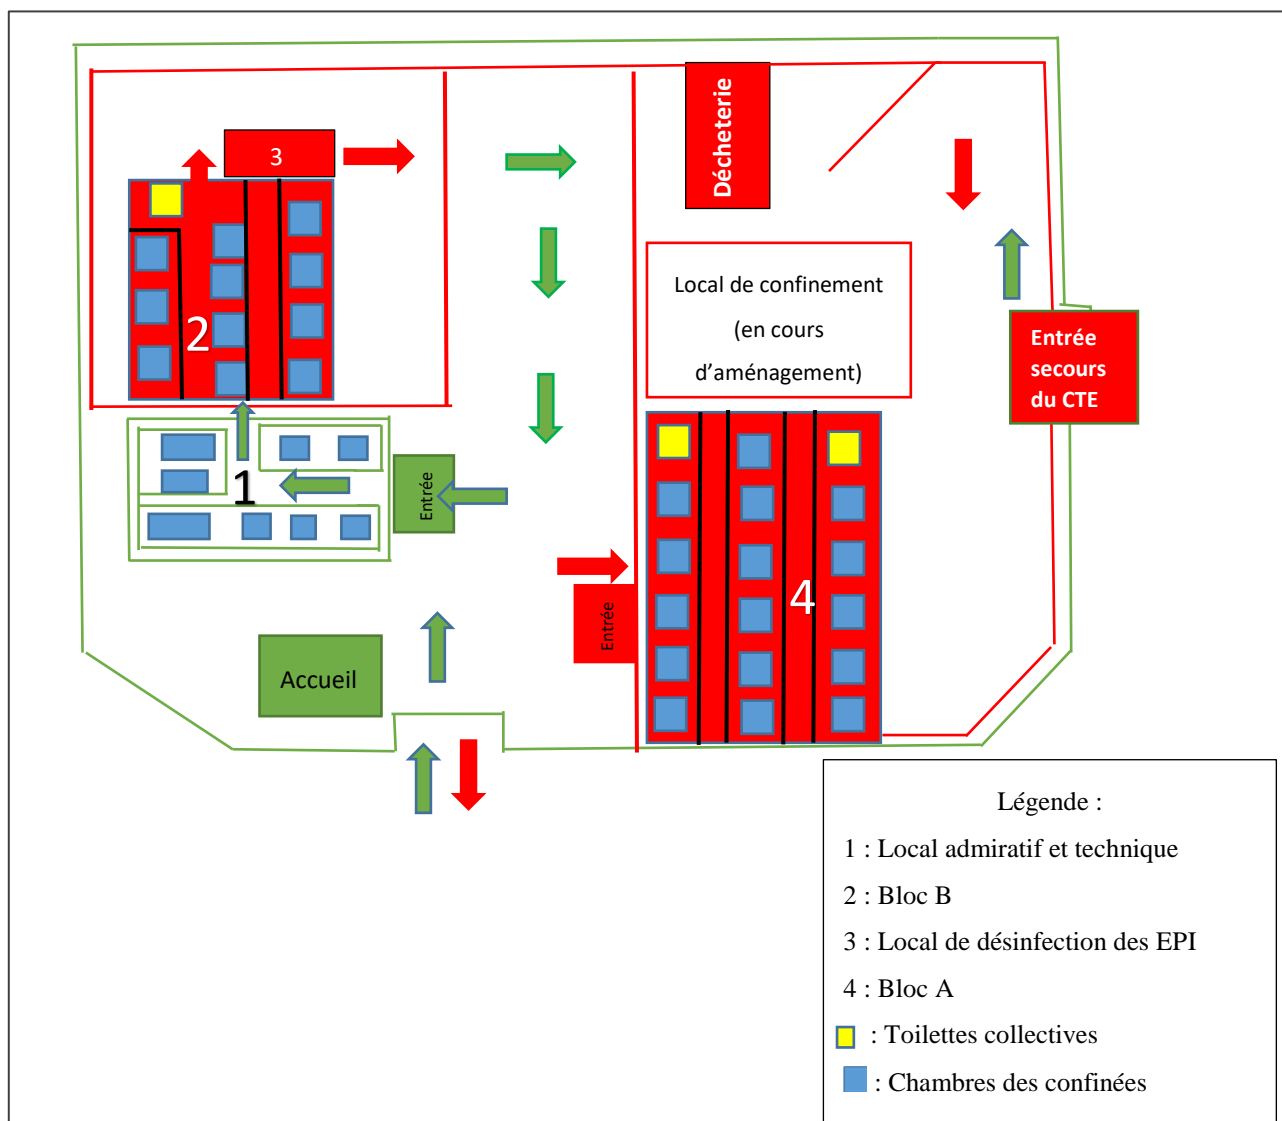 Décheterie
3
Local de confinement
(en cours
d’aménagement)
2
Entrée
secours
du CTE
1
Entrée
4
Entrée
Accueil
Légende :
1 : Local admiratif et technique
2 : Bloc B
3 : Local de désinfection des EPI
4 : Bloc A
: Toilettes collectives
: Chambres des confinées